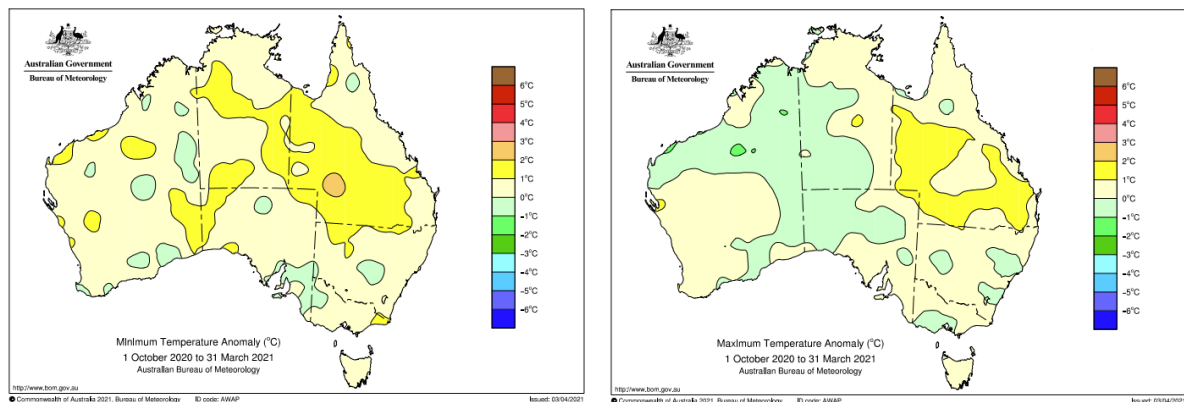 Australian Government
Bureau of Meteorology
6°C
5°C
4°C
3°C
2°C
1°C
0°C
-1°C
-2°C
-3°C
-4°C
-5°C
-6°C
Minimum Temperature Anomaly (°C)
1 October 2020 to 31 March 2021
Australian Bureau of Meteorology
http://www.bom.gov.au
© Commonwealth of Australia 2021, Bureau of Meteorology ID code: AWAP Issued: 03/04/2021
Australian Government
Bureau of Meteorology
6°C
5°C
4°C
3°C
2°C
1°C
0°C
-1°C
-2°C
-3°C
-4°C
-5°C
-6°C
Maximum Temperature Anomaly (°C)
1 October 2020 to 31 March 2021
Australian Bureau of Meteorology
http://www.bom.gov.au
© Commonwealth of Australia 2021, Bureau of Meteorology ID code: AWAP Issued: 03/04/2021